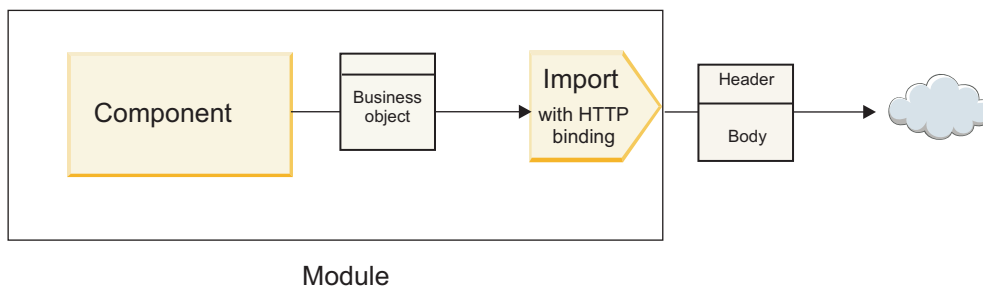 Component
Business
object
Import
with HTTP
binding
Header
Body
Module